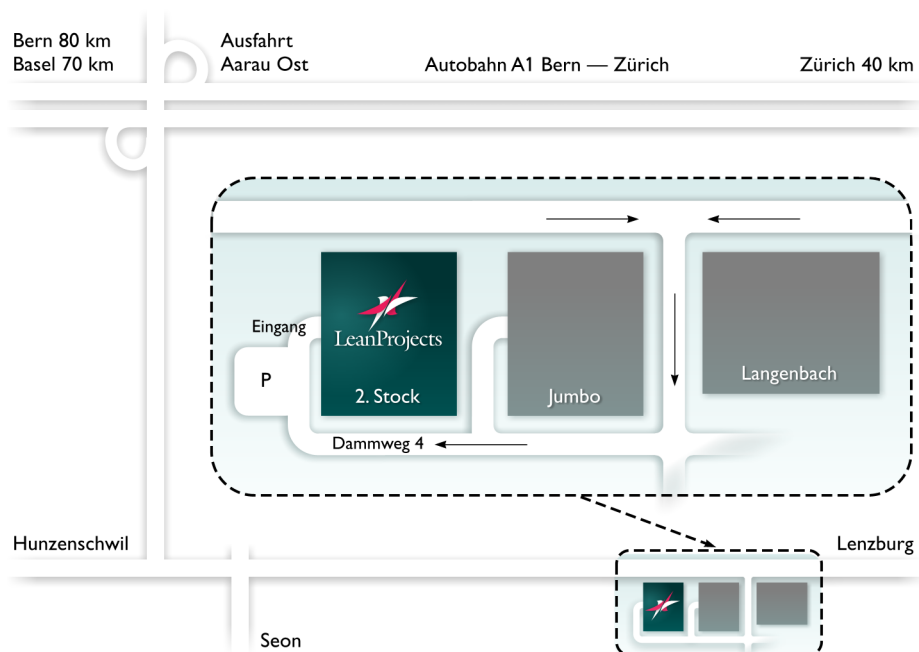 Bern 80 km
Basel 70 km
Ausfahrt
Aarau Ost
Autobahn A1 Bern — Zürich
Zürich 40 km
Eingang
P
LeanProjects
2. Stock
Jumbo
Langenbach
Dammweg 4
Hunzenschwil
Lenzburg
Seon